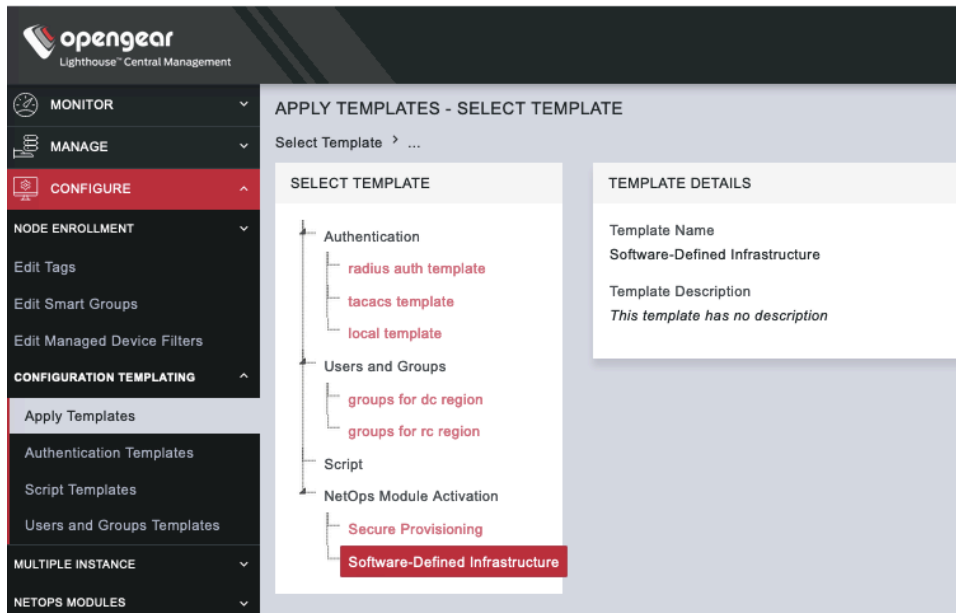 opengear
Lighthouse™ Central Management
MONITOR
MANAGE
CONFIGURE
NODE ENROLLMENT
Edit Tags
Edit Smart Groups
Edit Managed Device Filters
CONFIGURATION TEMPLATING
Apply Templates
Authentication Templates
Script Templates
Users and Groups Templates
MULTIPLE INSTANCE
NETOPS MODULES
APPLY TEMPLATES - SELECT TEMPLATE
Select Template > ...
SELECT TEMPLATE
Authentication
radius auth template
tacacs template
local template
Users and Groups
groups for dc region
groups for rc region
Script
NetOps Module Activation
Secure Provisioning
Software-Defined Infrastructure
TEMPLATE DETAILS
Template Name
Software-Defined Infrastructure
Template Description
This template has no description